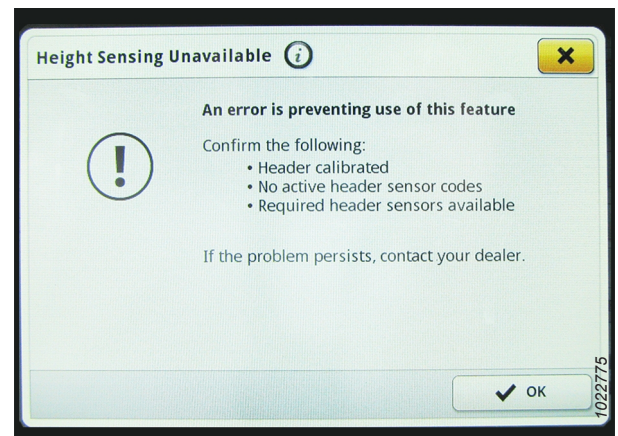 Height Sensing Unavailable i
An error is preventing use of this feature
!
Confirm the following:
• Header calibrated
• No active header sensor codes
• Required header sensors available
If the problem persists, contact your dealer.
OK
1022775